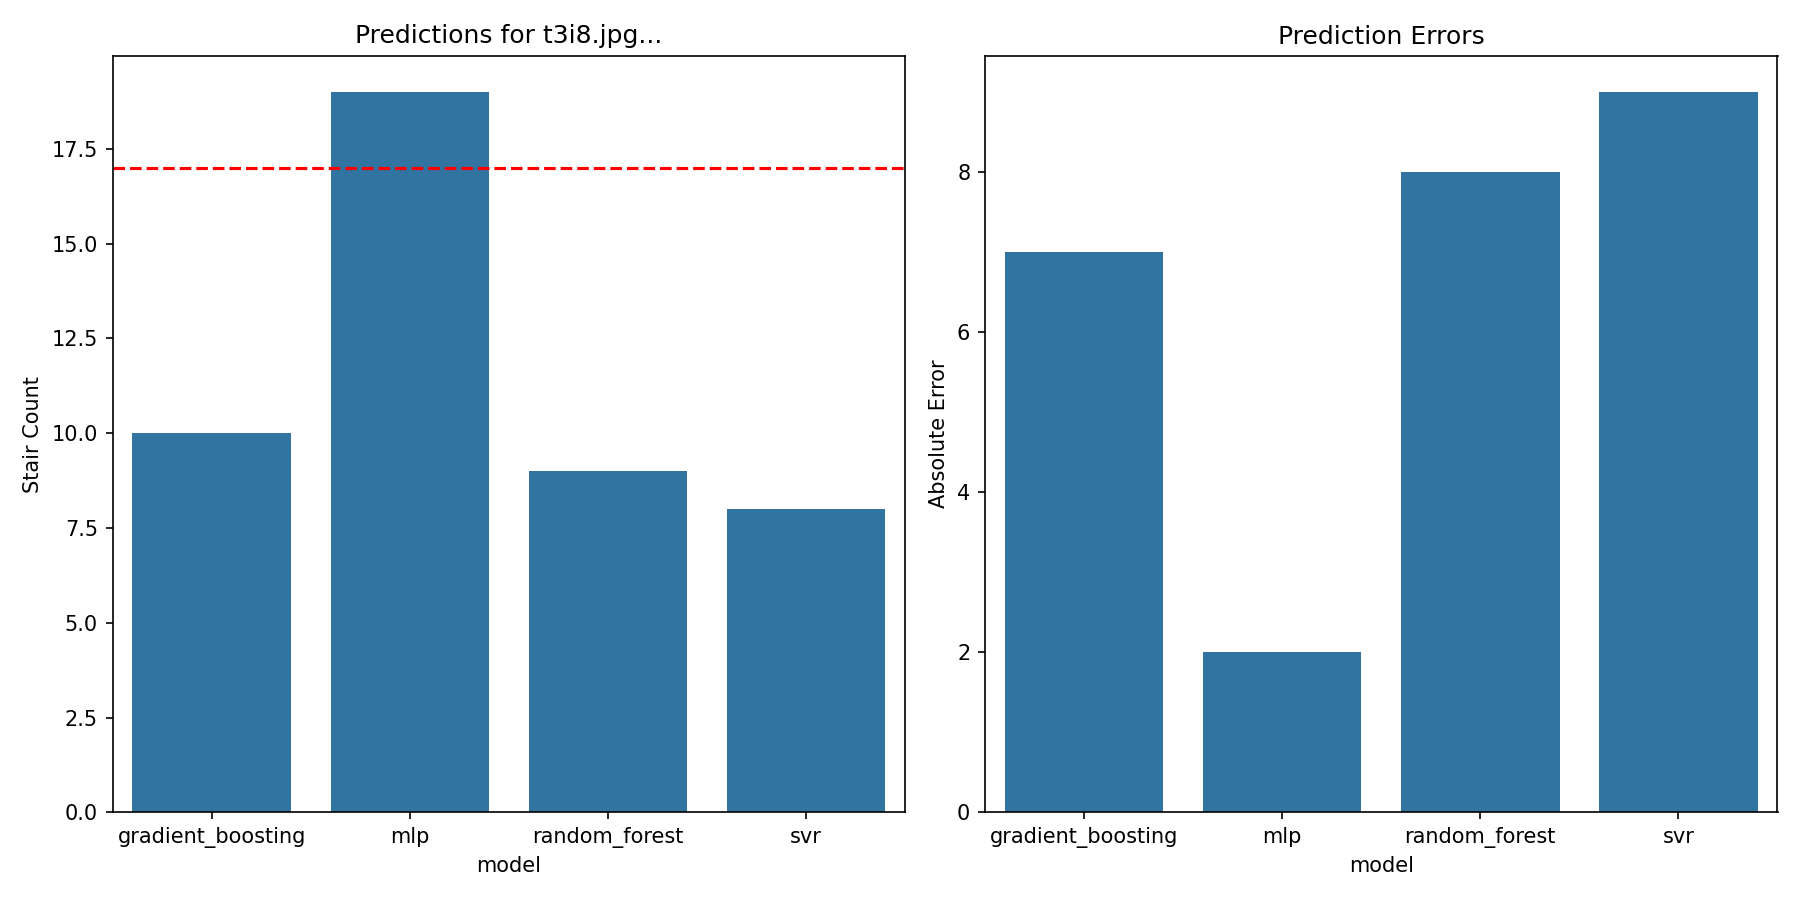 Predictions for t3i8.jpg...
Stair Count
17.5
15.0
12.5
10.0
7.5
5.0
2.5
0.0
gradient_boosting mlp random_forest svr
model
Prediction Errors
Absolute Error
8
6
4
2
0
gradient_boosting mlp random_forest svr
model